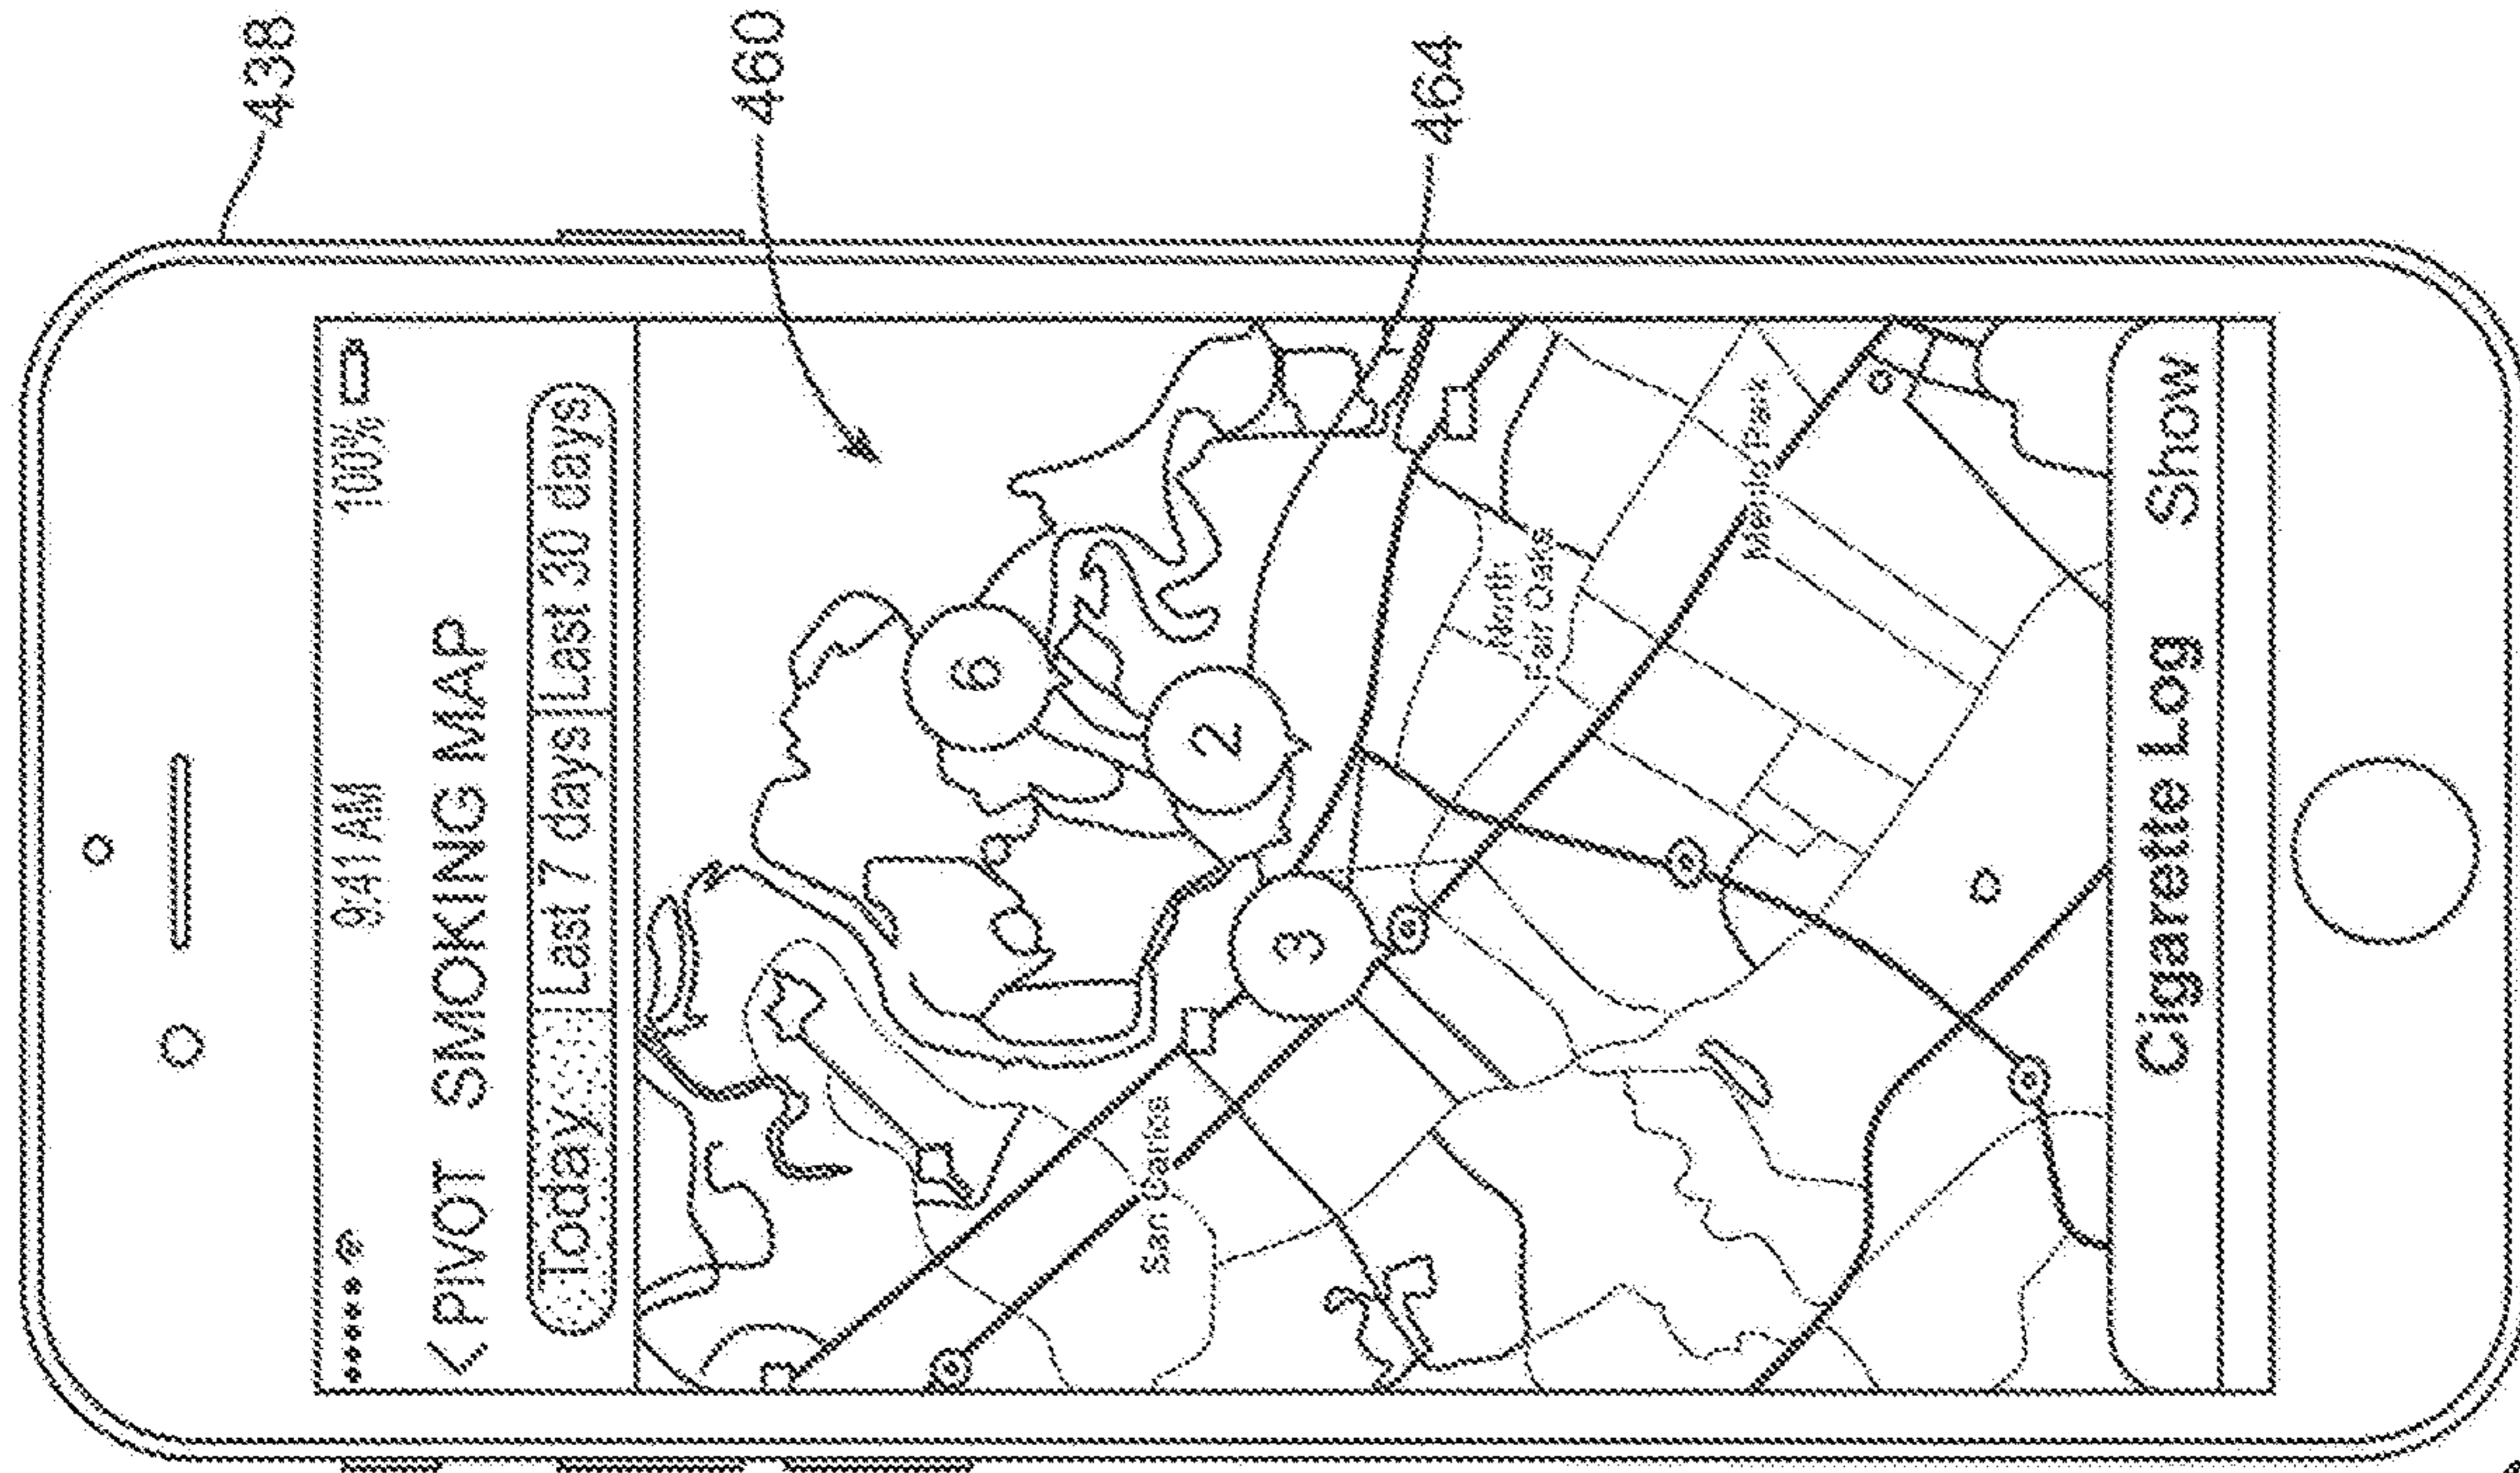 438
9:41 AM 100%
< PIVOT SMOKING MAP
Today Last 7 days Last 30 days
460
6
2
3
464
San Carlos
North
Fair Oaks
Menlo Park
Cigarette Log Show